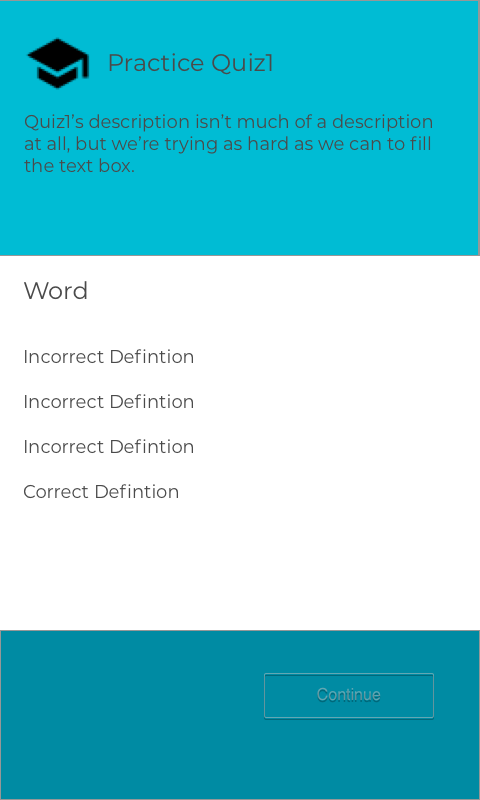 Practice Quiz1
Quiz1's description isn't much of a description
at all, but we're trying as hard as we can to fill
the text box.
Word
Incorrect Defintion
Incorrect Defintion
Incorrect Defintion
Correct Defintion
Continue